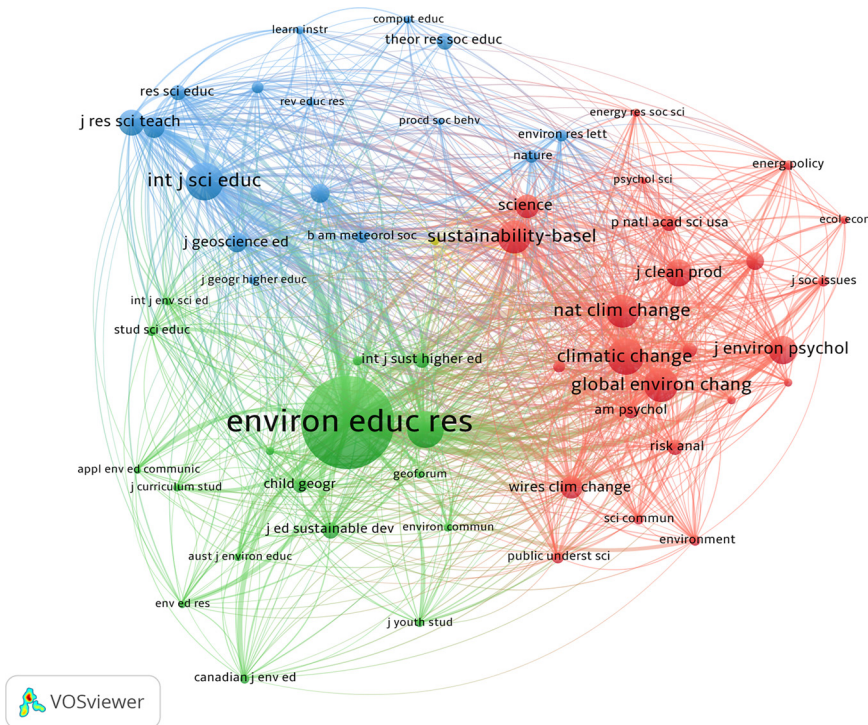 comput educ
learn instr
theor res soc educ
res sci educ
rev educ res
j res sci teach
procd soc behv
energy res soc sci
environ res lett
nature
energ policy
int j sci educ
psychol sci
science
p natl acad sci usa
ecol econ
b am meteorol soc
sustainability-basel
j geoscience ed
j clean prod
j soc issues
j geogr higher educ
int j env sci ed
nat clim change
stud sci educ
int j sust higher ed
climatic change
j environ psychol
global environ chang
am psychol
environ educ res
risk anal
appl env ed communic
geoforum
j curriculum stud
child geogr
wires clim change
j ed sustainable dev
environ commun
sci commun
environment
aust j environ educ
public underst sci
env ed res
j youth stud
canadian j env ed
VOSviewer